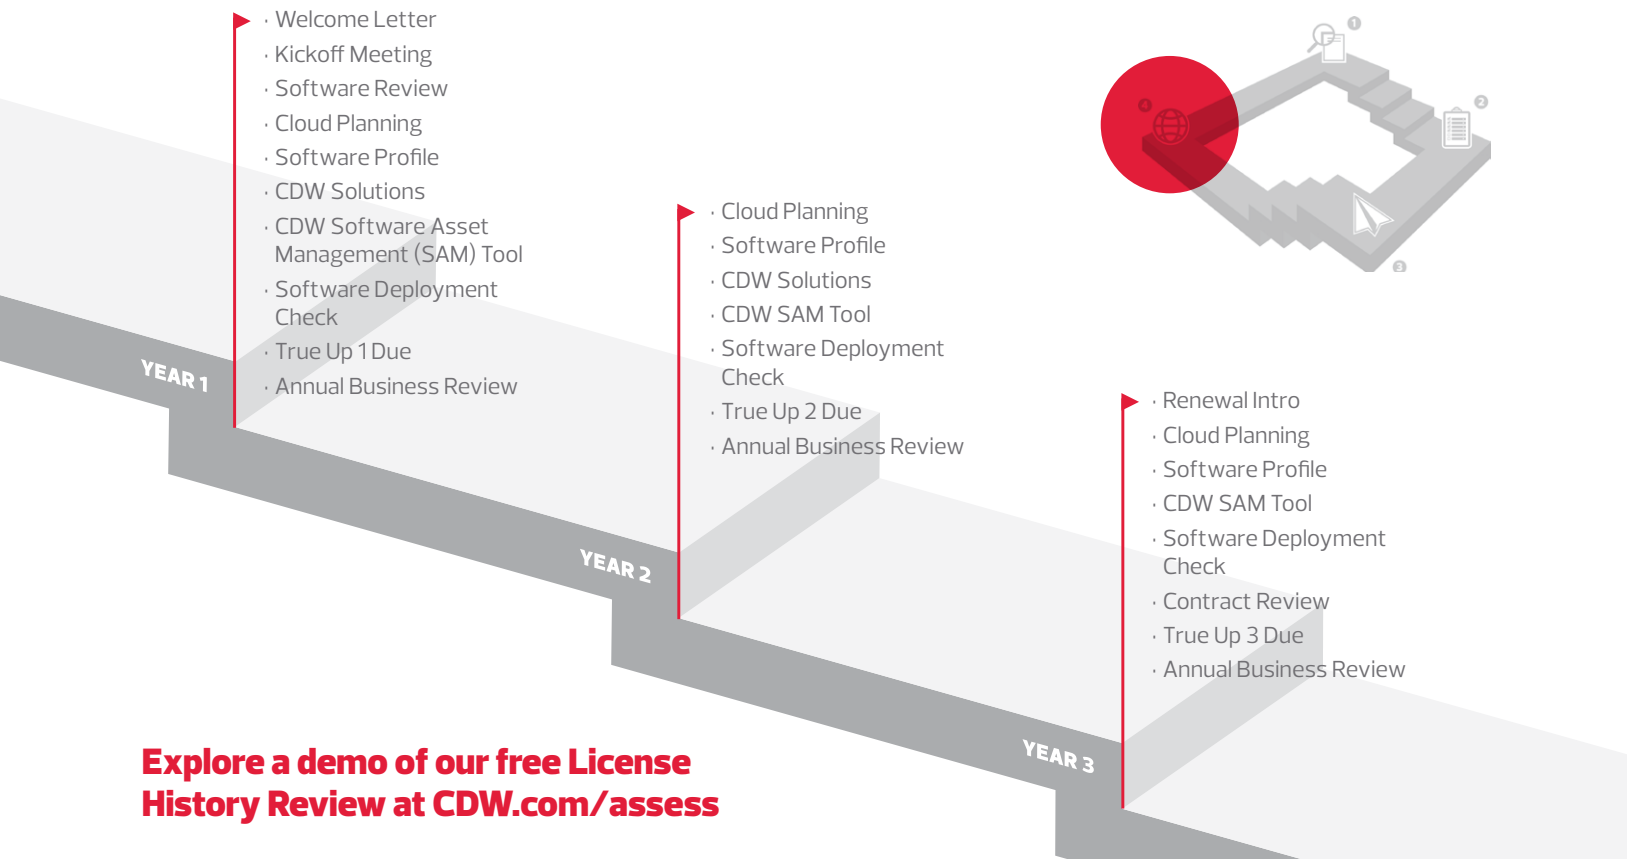 · Welcome Letter
· Kickoff Meeting
· Software Review
· Cloud Planning
· Software Profile
· CDW Solutions
· CDW Software Asset
Management (SAM) Tool
· Software Deployment
Check
· True Up 1 Due
· Annual Business Review
YEAR 1
· Cloud Planning
· Software Profile
· CDW Solutions
· CDW SAM Tool
· Software Deployment
Check
· True Up 2 Due
· Annual Business Review
YEAR 2
· Renewal Intro
· Cloud Planning
· Software Profile
· CDW SAM Tool
· Software Deployment
Check
· Contract Review
· True Up 3 Due
· Annual Business Review
YEAR 3
1
2
3
4
Explore a demo of our free License
History Review at CDW.com/assess